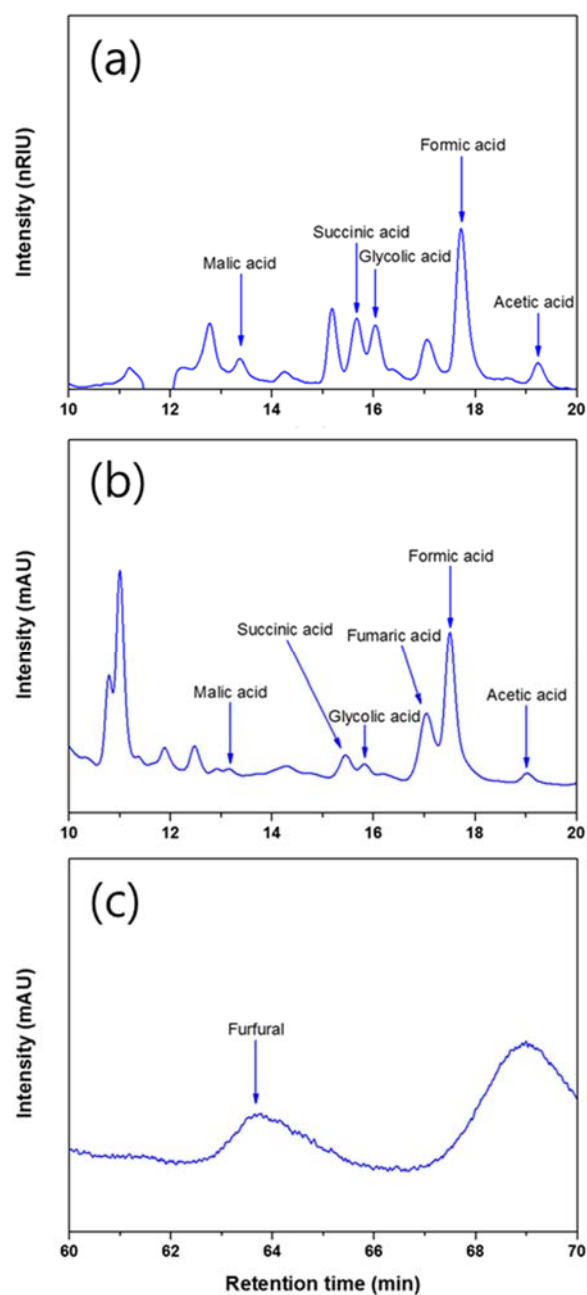 (a)
Intensity (nRIU)
Formic acid
Succinic acid
Glycolic acid
Malic acid
Acetic acid
10 12 14 16 18 20
(b)
Intensity (mAU)
Formic acid
Succinic acid
Fumaric acid
Malic acid
Glycolic acid
Acetic acid
10 12 14 16 18 20
(c)
Intensity (mAU)
Furfural
60 62 64 66 68 70
Retention time (min)